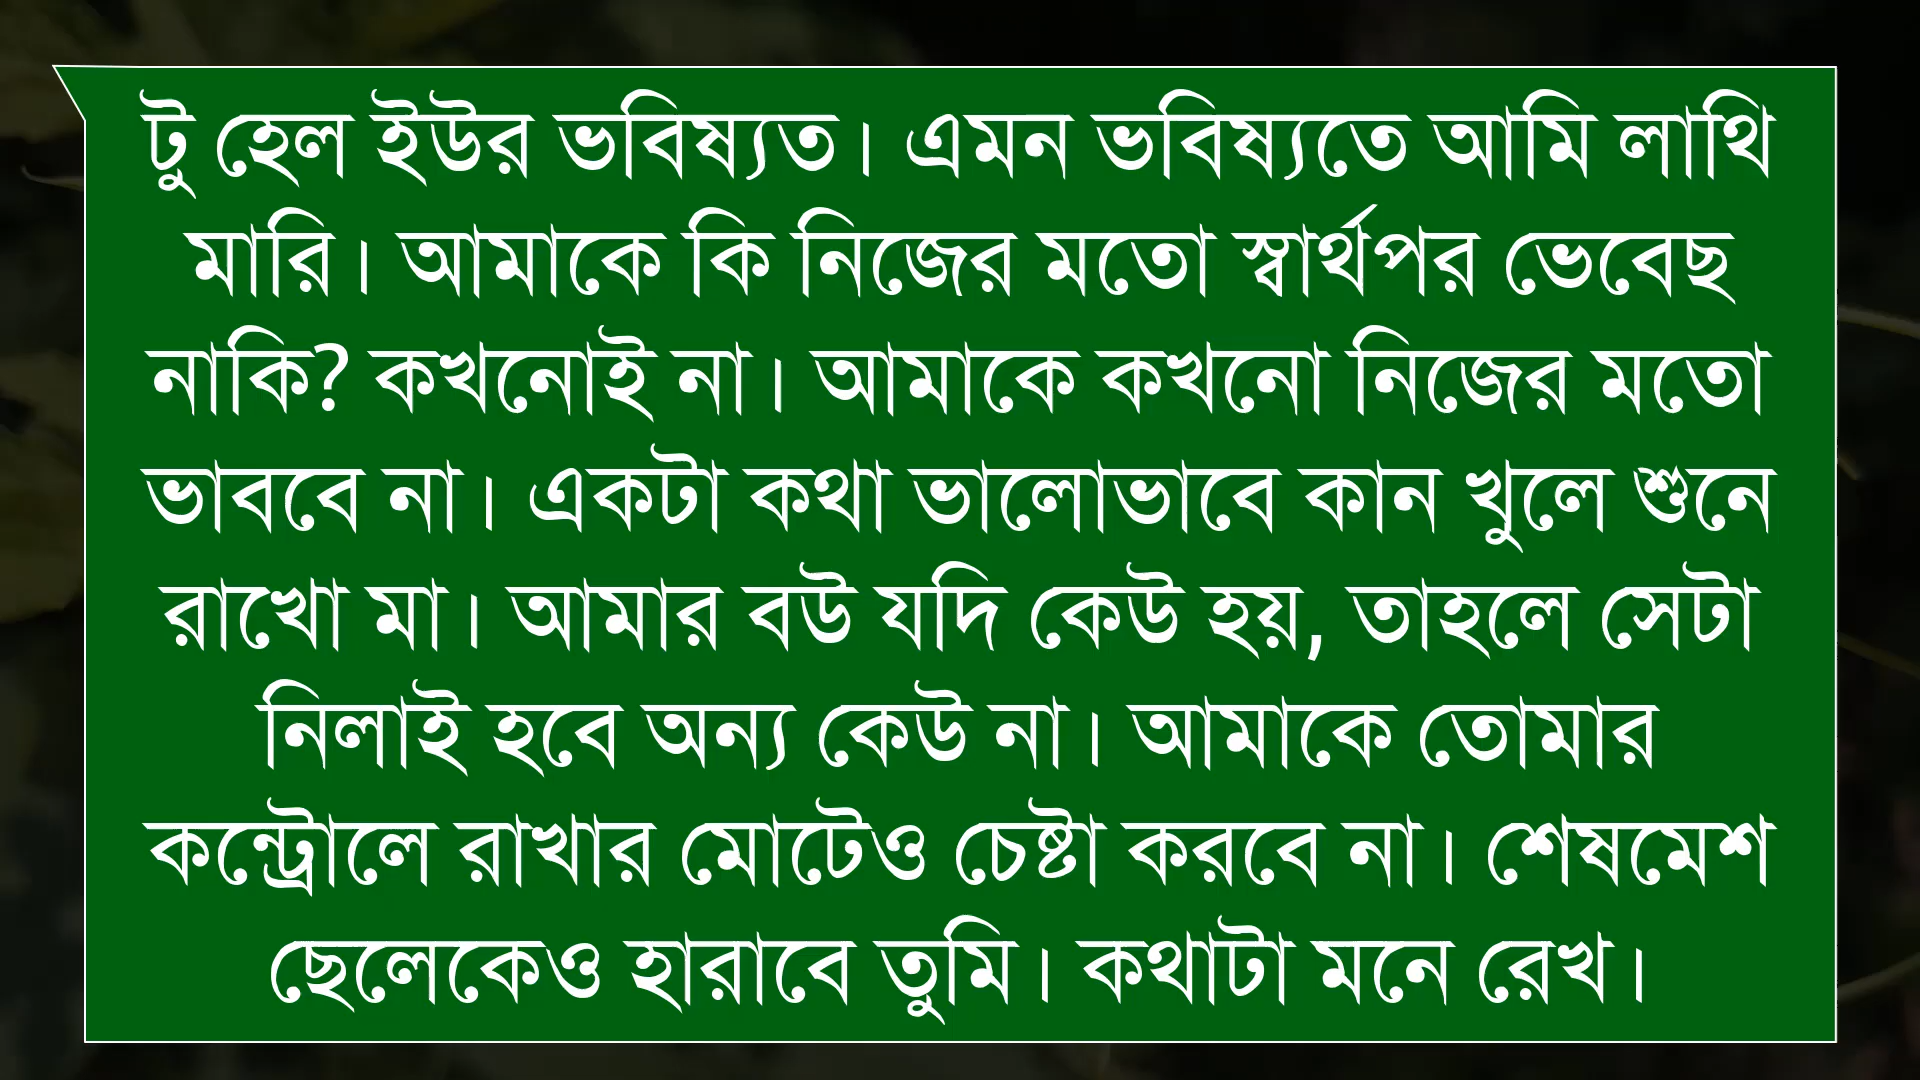 টু হেল ইউর ভবিষ্যত। এমন ভবিষ্যতে আমি লাথি
মারি। আমাকে কি নিজের মতো স্বার্থপর ভেবেছ
নাকি? কখনোই না। আমাকে কখনো নিজের মতো
ভাববে না। একটা কথা ভালোভাবে কান খুলে শুনে
রাখো মা। আমার বউ যদি কেউ হয়, তাহলে সেটা
নিলাই হবে অন্য কেউ না। আমাকে তোমার
কন্ট্রোলে রাখার মোটেও চেষ্টা করবে না। শেষমেশ
ছেলেকেও হারাবে তুমি। কথাটা মনে রেখ।